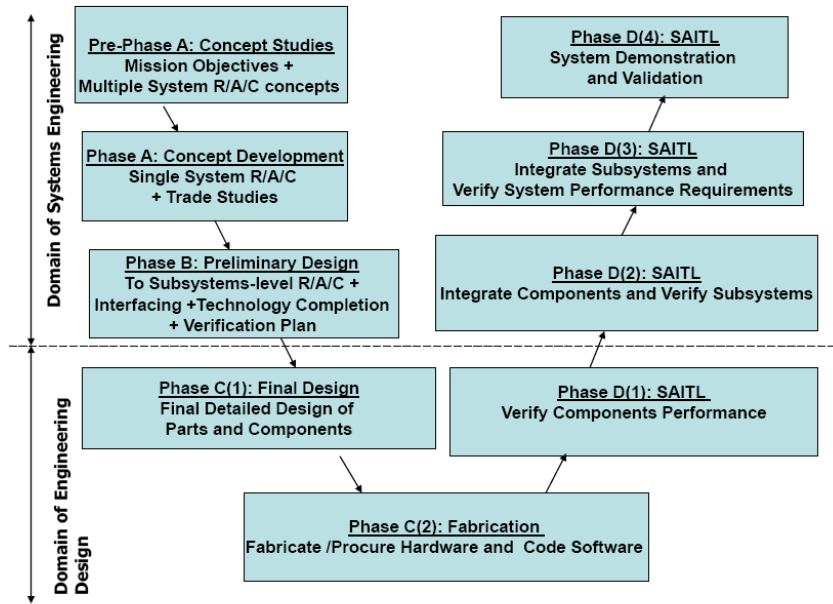 Domain of Systems Engineering
Domain of Engineering
Design
Pre-Phase A: Concept Studies
Mission Objectives +
Multiple System R/A/C concepts
Phase A: Concept Development
Single System R/A/C
+ Trade Studies
Phase B: Preliminary Design
To Subsystems-level R/A/C +
Interfacing +Technology Completion
+ Verification Plan
Phase C(1): Final Design
Final Detailed Design of
Parts and Components
Phase C(2): Fabrication
Fabricate /Procure Hardware and Code Software
Phase D(1): SAITL
Verify Components Performance
Phase D(2): SAITL
Integrate Components and Verify Subsystems
Phase D(3): SAITL
Integrate Subsystems and
Verify System Performance Requirements
Phase D(4): SAITL
System Demonstration
and Validation